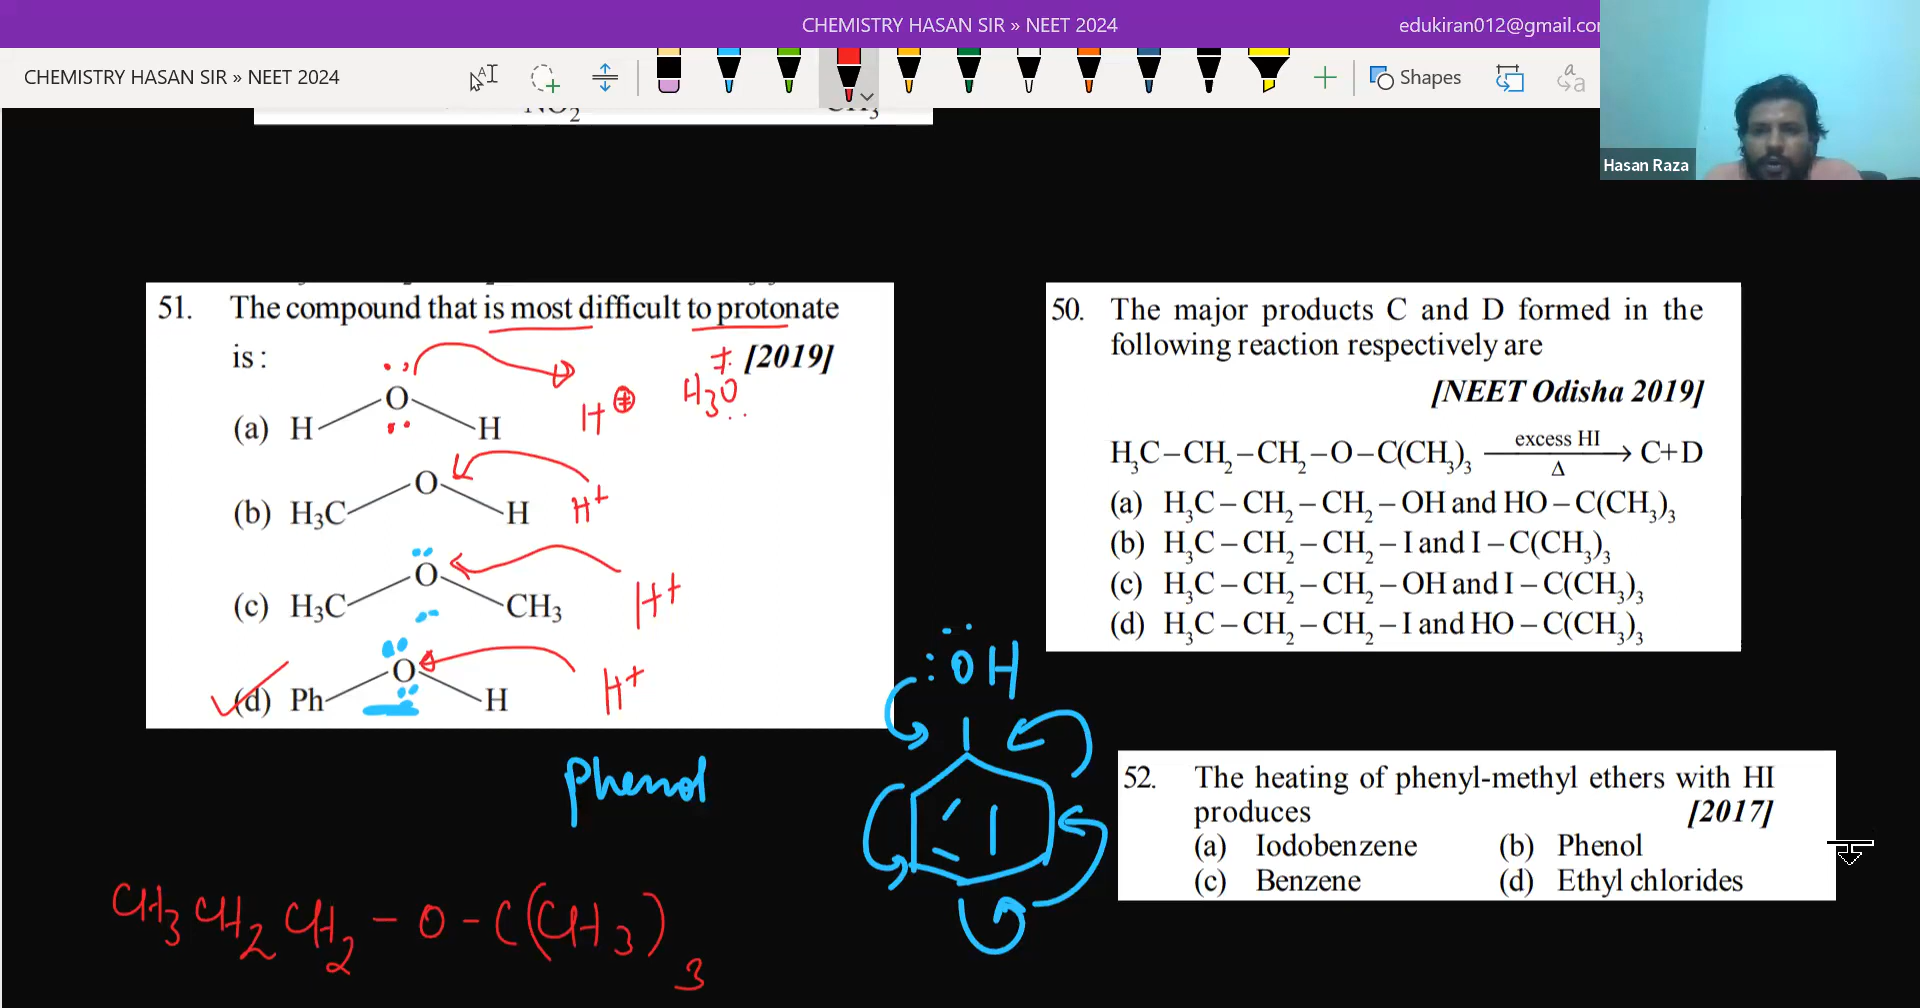 CHEMISTRY HASAN SIR » NEET 2024
edukiran012@gmail.co
CHEMISTRY HASAN SIR » NEET 2024
Shapes
Hasan Raza
NO2
CH3
51. The compound that is most difficult to protonate
is : [2019]
(a) H O H
(b) H3C O H
(c) H3C O CH3
(d) Ph O H
H⊕
H3O+
H+
H+
H+
Phenol
:OH
CH3CH2CH2-O-C(CH3)3
50. The major products C and D formed in the
following reaction respectively are
[NEET Odisha 2019]
H3C–CH2–CH2–O–C(CH3)3 excess HI Δ → C+D
(a) H3C – CH2 – CH2 – OH and HO – C(CH3)3
(b) H3C – CH2 – CH2 – I and I – C(CH3)3
(c) H3C – CH2 – CH2 – OH and I – C(CH3)3
(d) H3C – CH2 – CH2 – I and HO – C(CH3)3
52. The heating of phenyl-methyl ethers with HI
produces [2017]
(a) Iodobenzene (b) Phenol
(c) Benzene (d) Ethyl chlorides